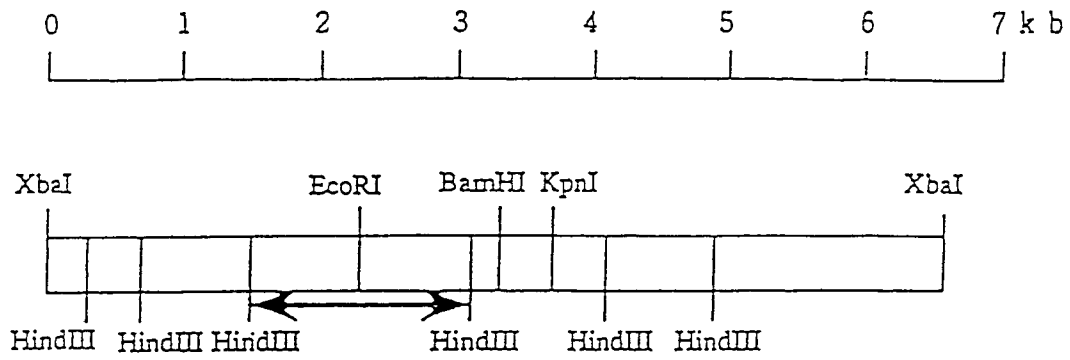 0 1 2 3 4 5 6 7 k b
XbaI EcoRI BamHI KpnI XbaI
HindIII HindIII HindIII HindIII HindIII HindIII